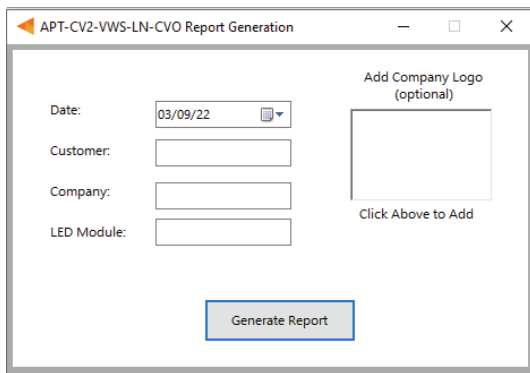 APT-CV2-VWS-LN-CVO Report Generation
Add Company Logo
(optional)
Date:
03/09/22
Customer:
Company:
Click Above to Add
LED Module:
Generate Report